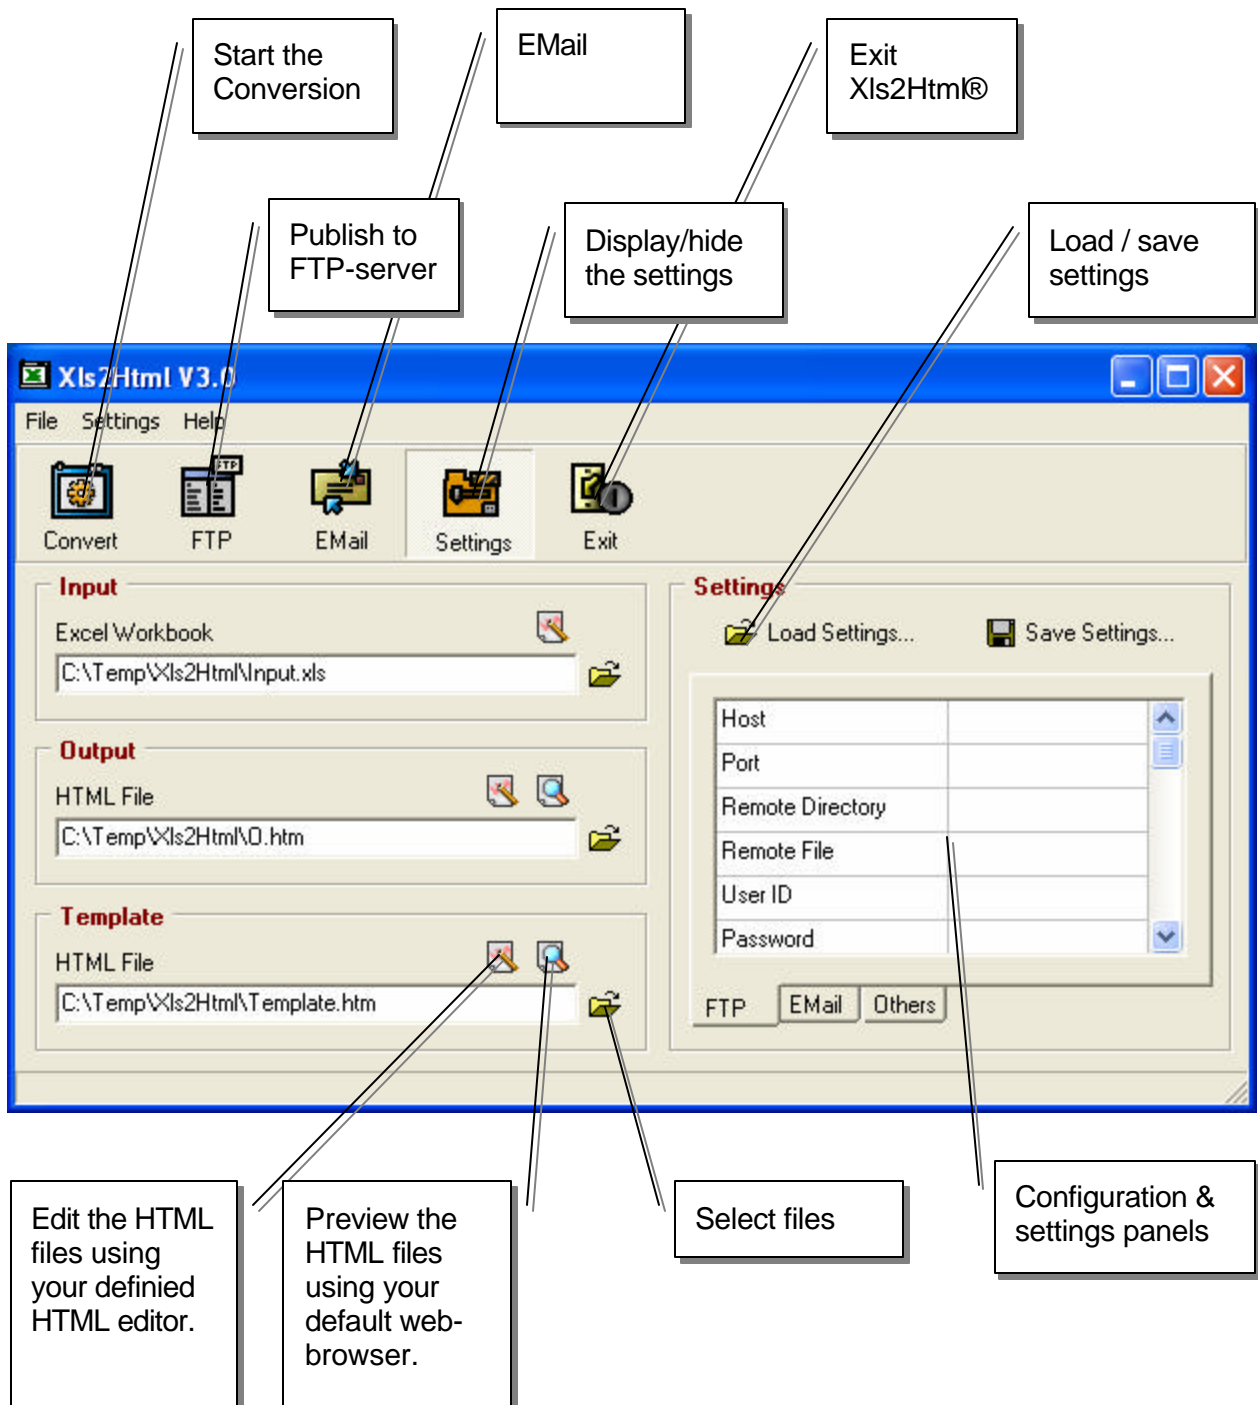 Start the
Conversion
EMail
Exit
Xls2Html®
Publish to
FTP-server
Display/hide
the settings
Load / save
settings
Xls2Html V3.0
File Settings Help
FTP
Convert FTP EMail Settings Exit
Input
Excel Workbook
C:\Temp\Xls2Html\Input.xls
Output
HTML File
C:\Temp\Xls2Html\O.htm
Template
HTML File
C:\Temp\Xls2Html\Template.htm
Settings
Load Settings... Save Settings...
Host
Port
Remote Directory
Remote File
User ID
Password
FTP EMail Others
Edit the HTML
files using
your definied
HTML editor.
Preview the
HTML files
using your
default web-
browser.
Select files
Configuration &
settings panels